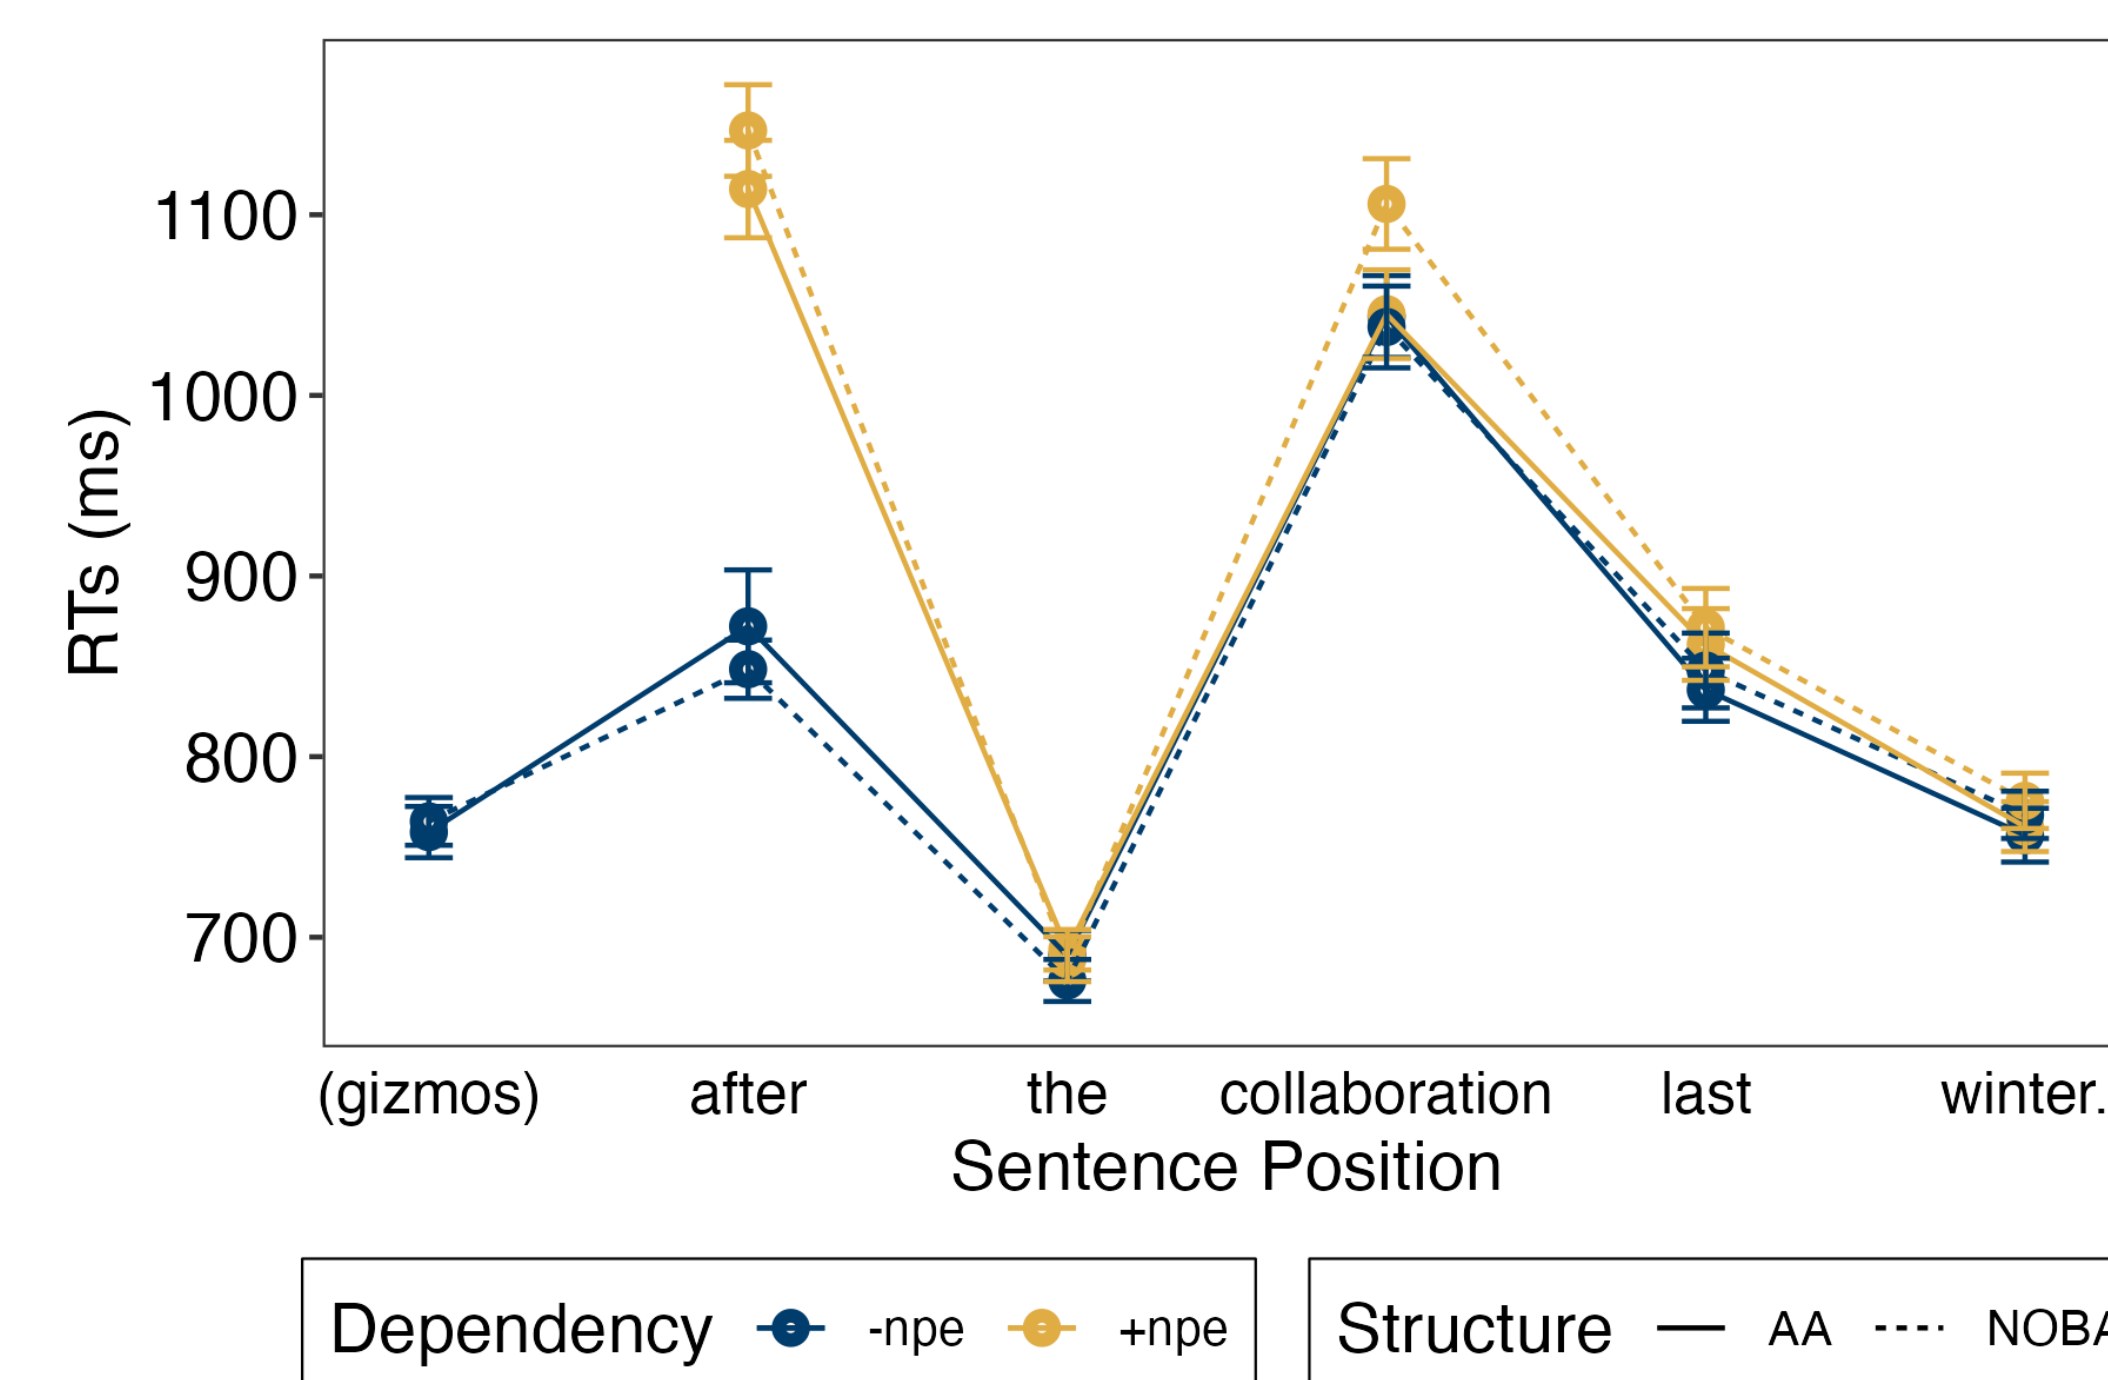 1100
1000
900
800
700
RTs (ms)
(gizmos) after the collaboration last winter.
Sentence Position
Dependency -npe +npe Structure AA